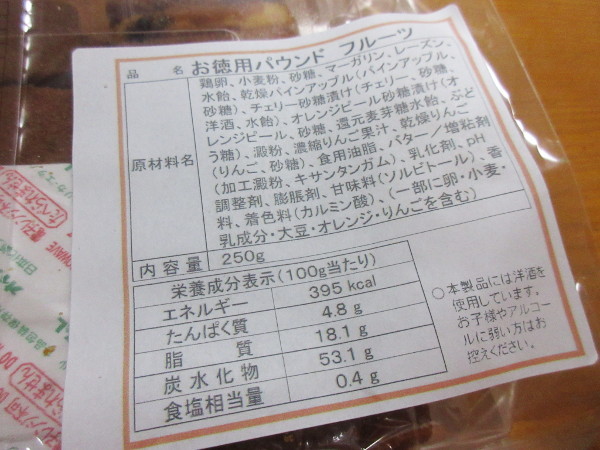 品　名 お徳用パウンド フルーツ
原材料名
鶏卵、小麦粉、砂糖、マーガリン、レーズン、
水飴、乾燥パインアップル(パインアップル、
砂糖)、チェリー砂糖漬け(チェリー、砂糖、
洋酒、水飴)、オレンジピール砂糖漬け(オ
レンジピール、砂糖、還元麦芽糖水飴、ぶど
う糖)、澱粉、濃縮りんご果汁、乾燥りんご
(りんご、砂糖)、食用油脂、バター／増粘剤
(加工澱粉、キサンタンガム)、乳化剤、pH
調整剤、膨脹剤、甘味料(ソルビトール)、香
料、着色料(カルミン酸)、(一部に卵・小麦・
乳成分・大豆・オレンジ・りんごを含む)
内容量 250g
栄養成分表示(100g当たり)
エネルギー 395 kcal
たんぱく質 4.8 g
脂　質 18.1 g
炭水化物 53.1 g
食塩相当量 0.4 g
○本製品には洋酒を
使用しています。
お子様やアルコー
ルに弱い方はお
控えください。